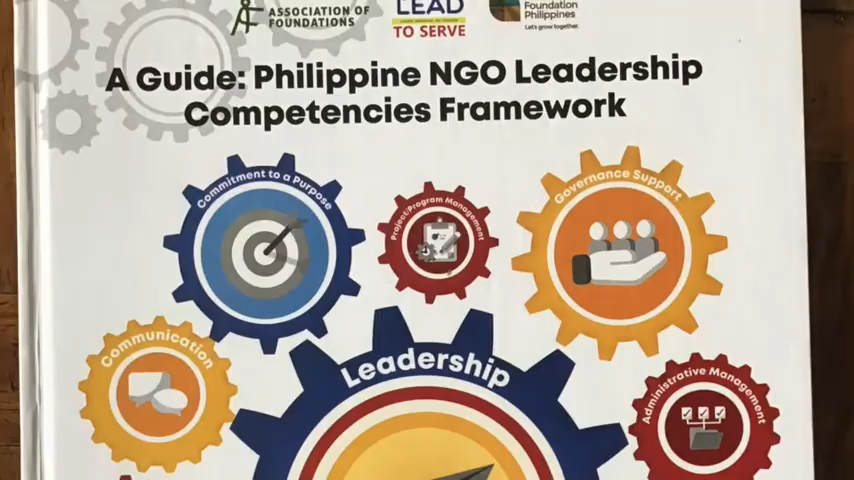 ASSOCIATION OF
FOUNDATIONS
LEAD
TO SERVE
Foundation
Philippines
Let's grow together.
A Guide: Philippine NGO Leadership
Competencies Framework
Commitment to a Purpose
Project/Program Management
Governance Support
Communication
Leadership
Administrative Management